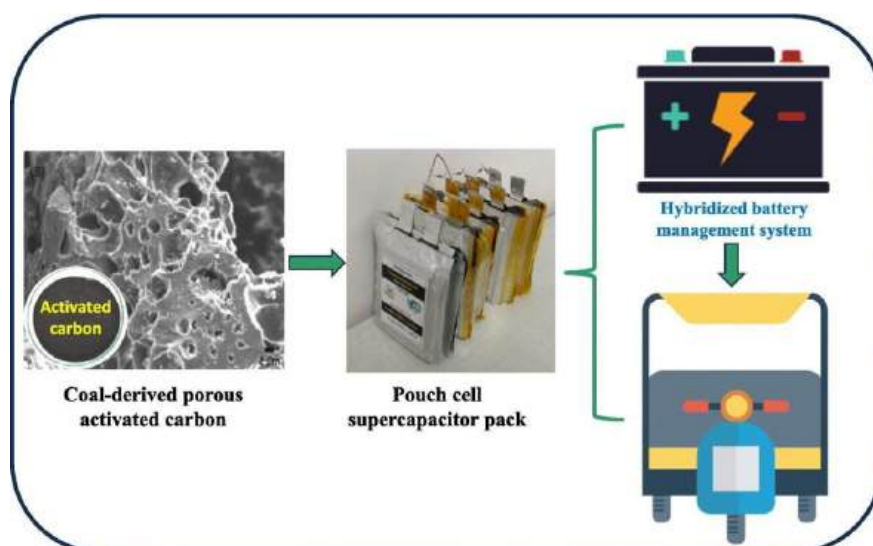 Activated
carbon
Coal-derived porous
activated carbon
Pouch cell
supercapacitor pack
Hybridized battery
management system